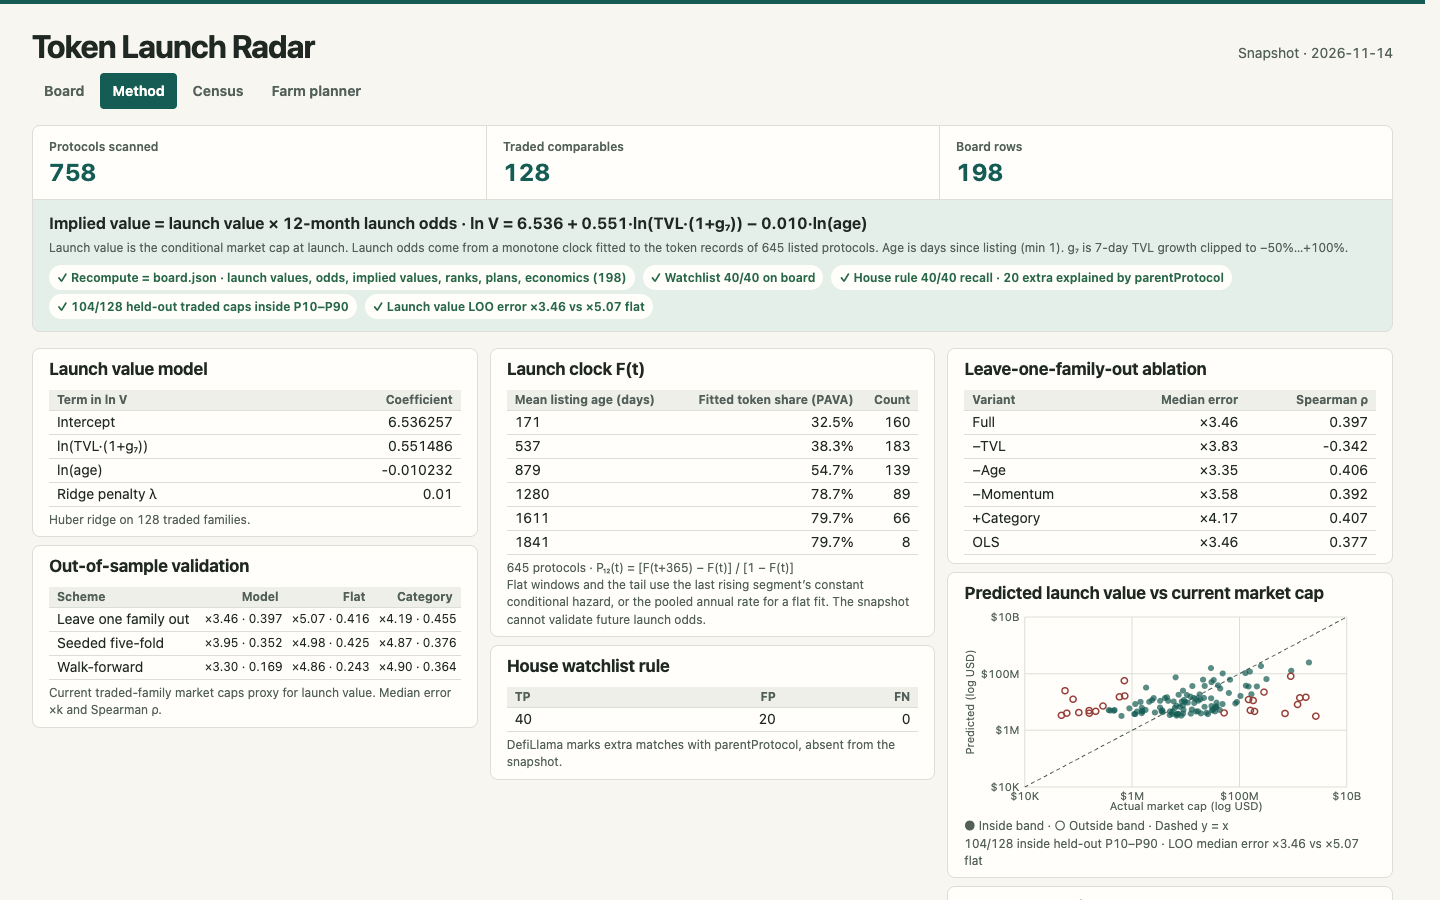 Token Launch Radar
Snapshot · 2026-11-14
Board Method Census Farm planner
Protocols scanned
758
Traded comparables
128
Board rows
198
Implied value = launch value × 12-month launch odds · ln V = 6.536 + 0.551·ln(TVL·(1+g₇)) − 0.010·ln(age)
Launch value is the conditional market cap at launch. Launch odds come from a monotone clock fitted to the token records of 645 listed protocols. Age is days since listing (min 1). g₇ is 7-day TVL growth clipped to −50%…+100%.
✓ Recompute = board.json · launch values, odds, implied values, ranks, plans, economics (198)
✓ Watchlist 40/40 on board
✓ House rule 40/40 recall · 20 extra explained by parentProtocol
✓ 104/128 held-out traded caps inside P10–P90
✓ Launch value LOO error ×3.46 vs ×5.07 flat
Launch value model
Term in ln V Coefficient
Intercept 6.536257
ln(TVL·(1+g₇)) 0.551486
ln(age) -0.010232
Ridge penalty λ 0.01
Huber ridge on 128 traded families.
Out-of-sample validation
Scheme Model Flat Category
Leave one family out ×3.46 · 0.397 ×5.07 · 0.416 ×4.19 · 0.455
Seeded five-fold ×3.95 · 0.352 ×4.98 · 0.425 ×4.87 · 0.376
Walk-forward ×3.30 · 0.169 ×4.86 · 0.243 ×4.90 · 0.364
Current traded-family market caps proxy for launch value. Median error
×k and Spearman ρ.
Launch clock F(t)
Mean listing age (days) Fitted token share (PAVA) Count
171 32.5% 160
537 38.3% 183
879 54.7% 139
1280 78.7% 89
1611 79.7% 66
1841 79.7% 8
645 protocols · P₁₂(t) = [F(t+365) − F(t)] / [1 − F(t)]
Flat windows and the tail use the last rising segment's constant
conditional hazard, or the pooled annual rate for a flat fit. The snapshot
cannot validate future launch odds.
House watchlist rule
TP FP FN
40 20 0
DefiLlama marks extra matches with parentProtocol, absent from the
snapshot.
Leave-one-family-out ablation
Variant Median error Spearman ρ
Full ×3.46 0.397
−TVL ×3.83 -0.342
−Age ×3.35 0.406
−Momentum ×3.58 0.392
+Category ×4.17 0.407
OLS ×3.46 0.377
Predicted launch value vs current market cap
Predicted (log USD)
$10B
$100M
$1M
$10K
$10K $1M $100M $10B
Actual market cap (log USD)
Inside band · Outside band · Dashed y = x
104/128 inside held-out P10–P90 · LOO median error ×3.46 vs ×5.07
flat